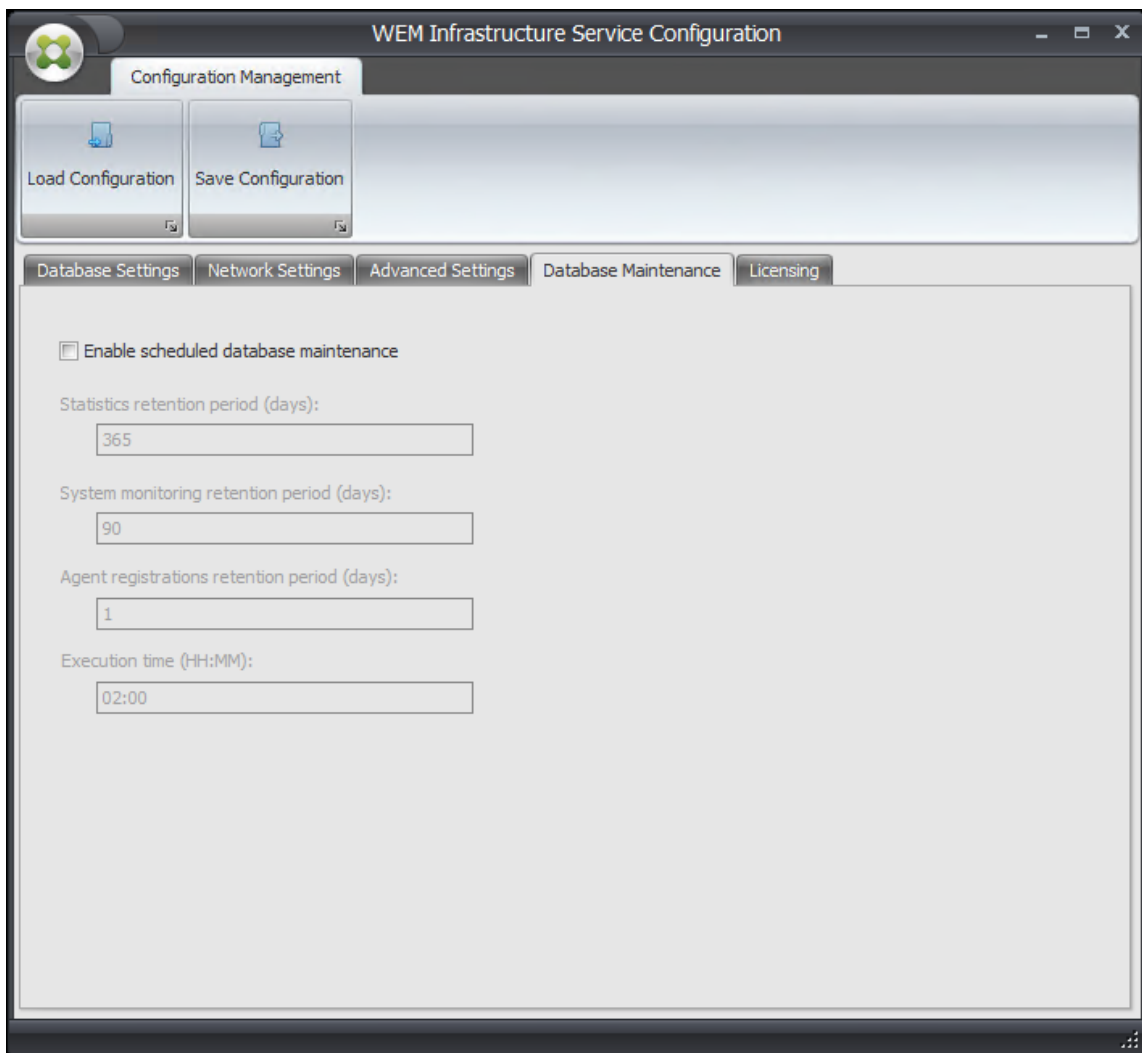 WEM Infrastructure Service Configuration
Configuration Management
Load Configuration
Save Configuration
Database Settings
Network Settings
Advanced Settings
Database Maintenance
Licensing
Enable scheduled database maintenance
Statistics retention period (days):
365
System monitoring retention period (days):
90
Agent registrations retention period (days):
1
Execution time (HH:MM):
02:00